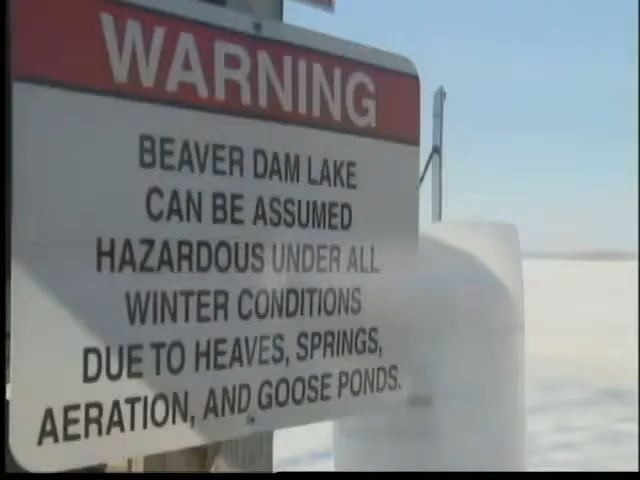 WARNING
BEAVER DAM LAKE
CAN BE ASSUMED
HAZARDOUS UNDER ALL
WINTER CONDITIONS
DUE TO HEAVES, SPRINGS,
AERATION, AND GOOSE PONDS.